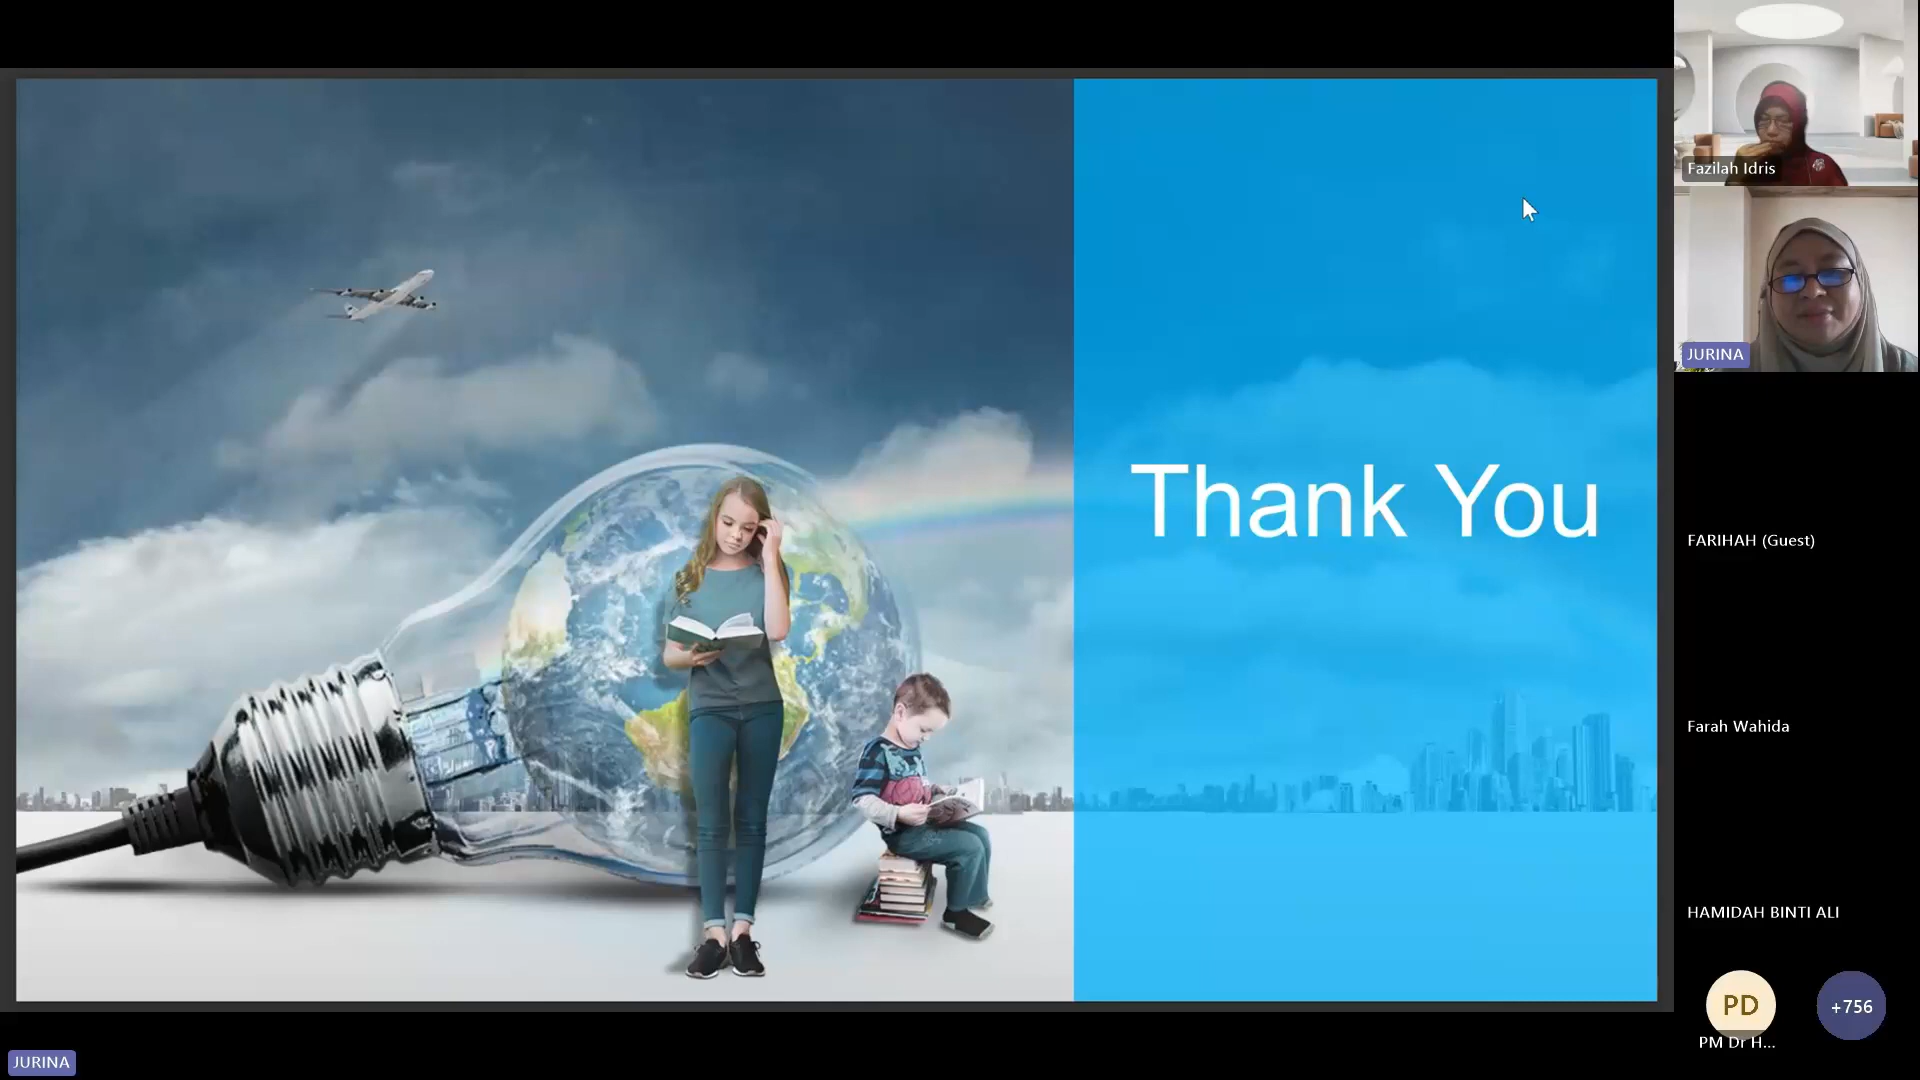 Thank You
Fazilah Idris
JURINA
FARIHAH (Guest)
Farah Wahida
HAMIDAH BINTI ALI
PD
+756
PM Dr H...
JURINA